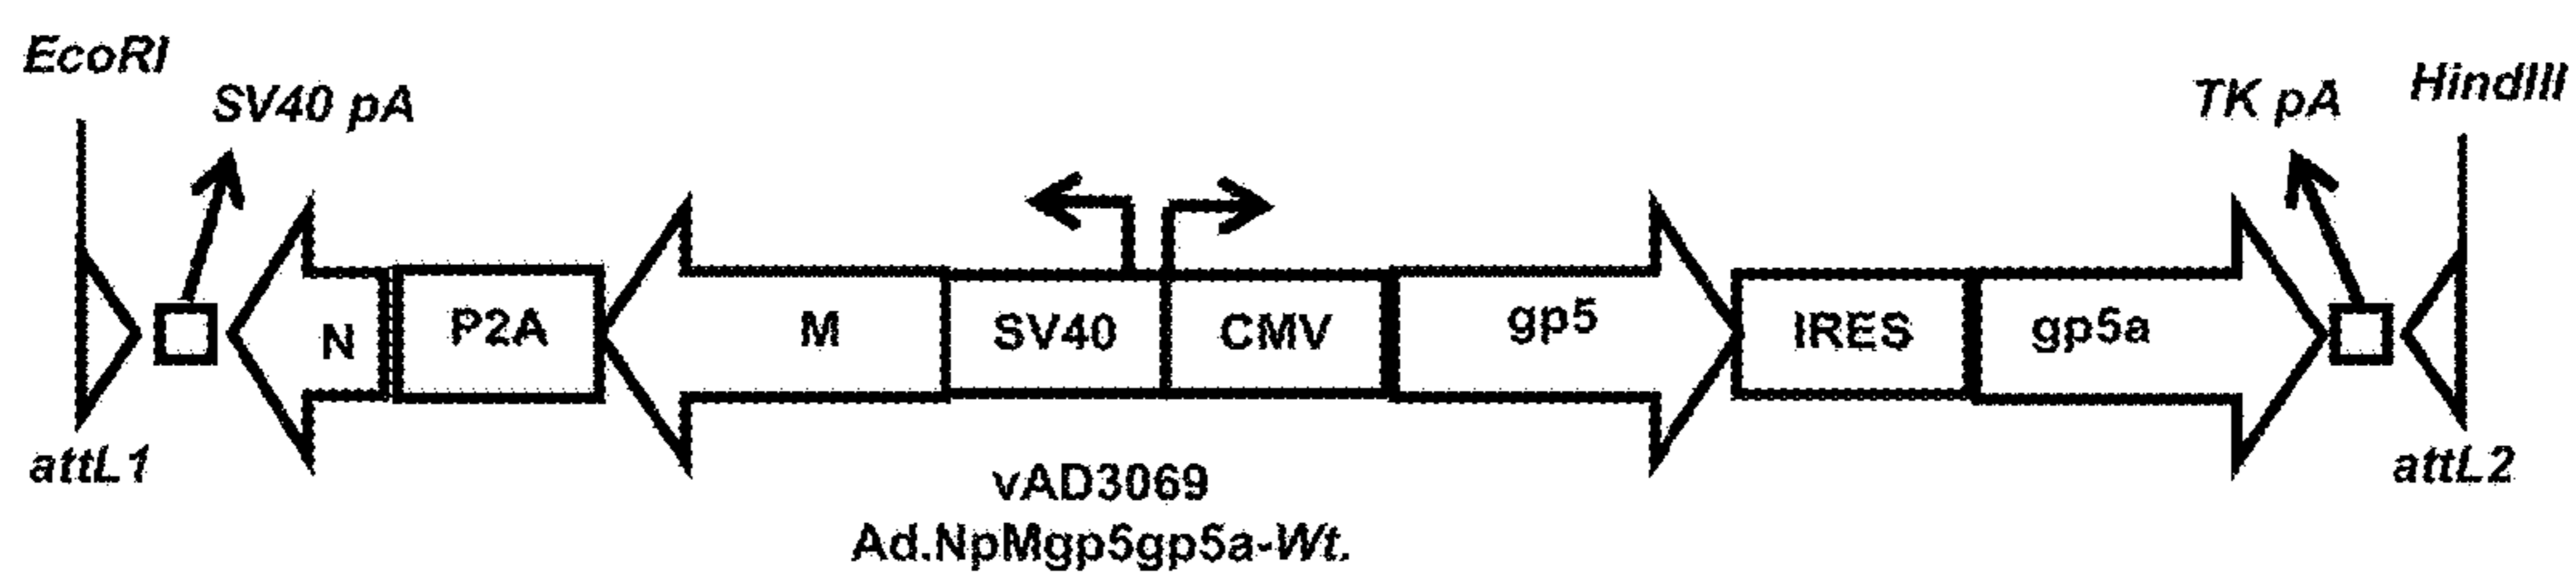 EcoRI
SV40 pA
TK pA
HindIII
N
P2A
M
SV40
CMV
gp5
IRES
gp5a
attL1
attL2
vAD3069
Ad.NpMgp5gp5a-Wt.